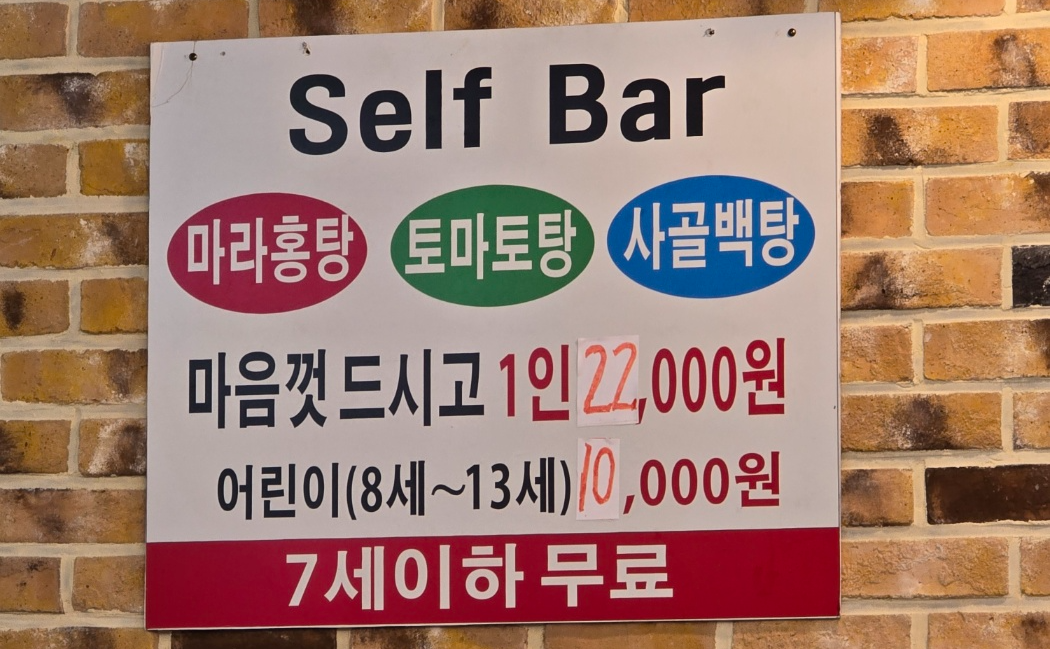 Self Bar
마라홍탕 토마토탕 사골백탕
마음껏 드시고 1인 22,000원
어린이(8세~13세) 10,000원
7세이하 무료